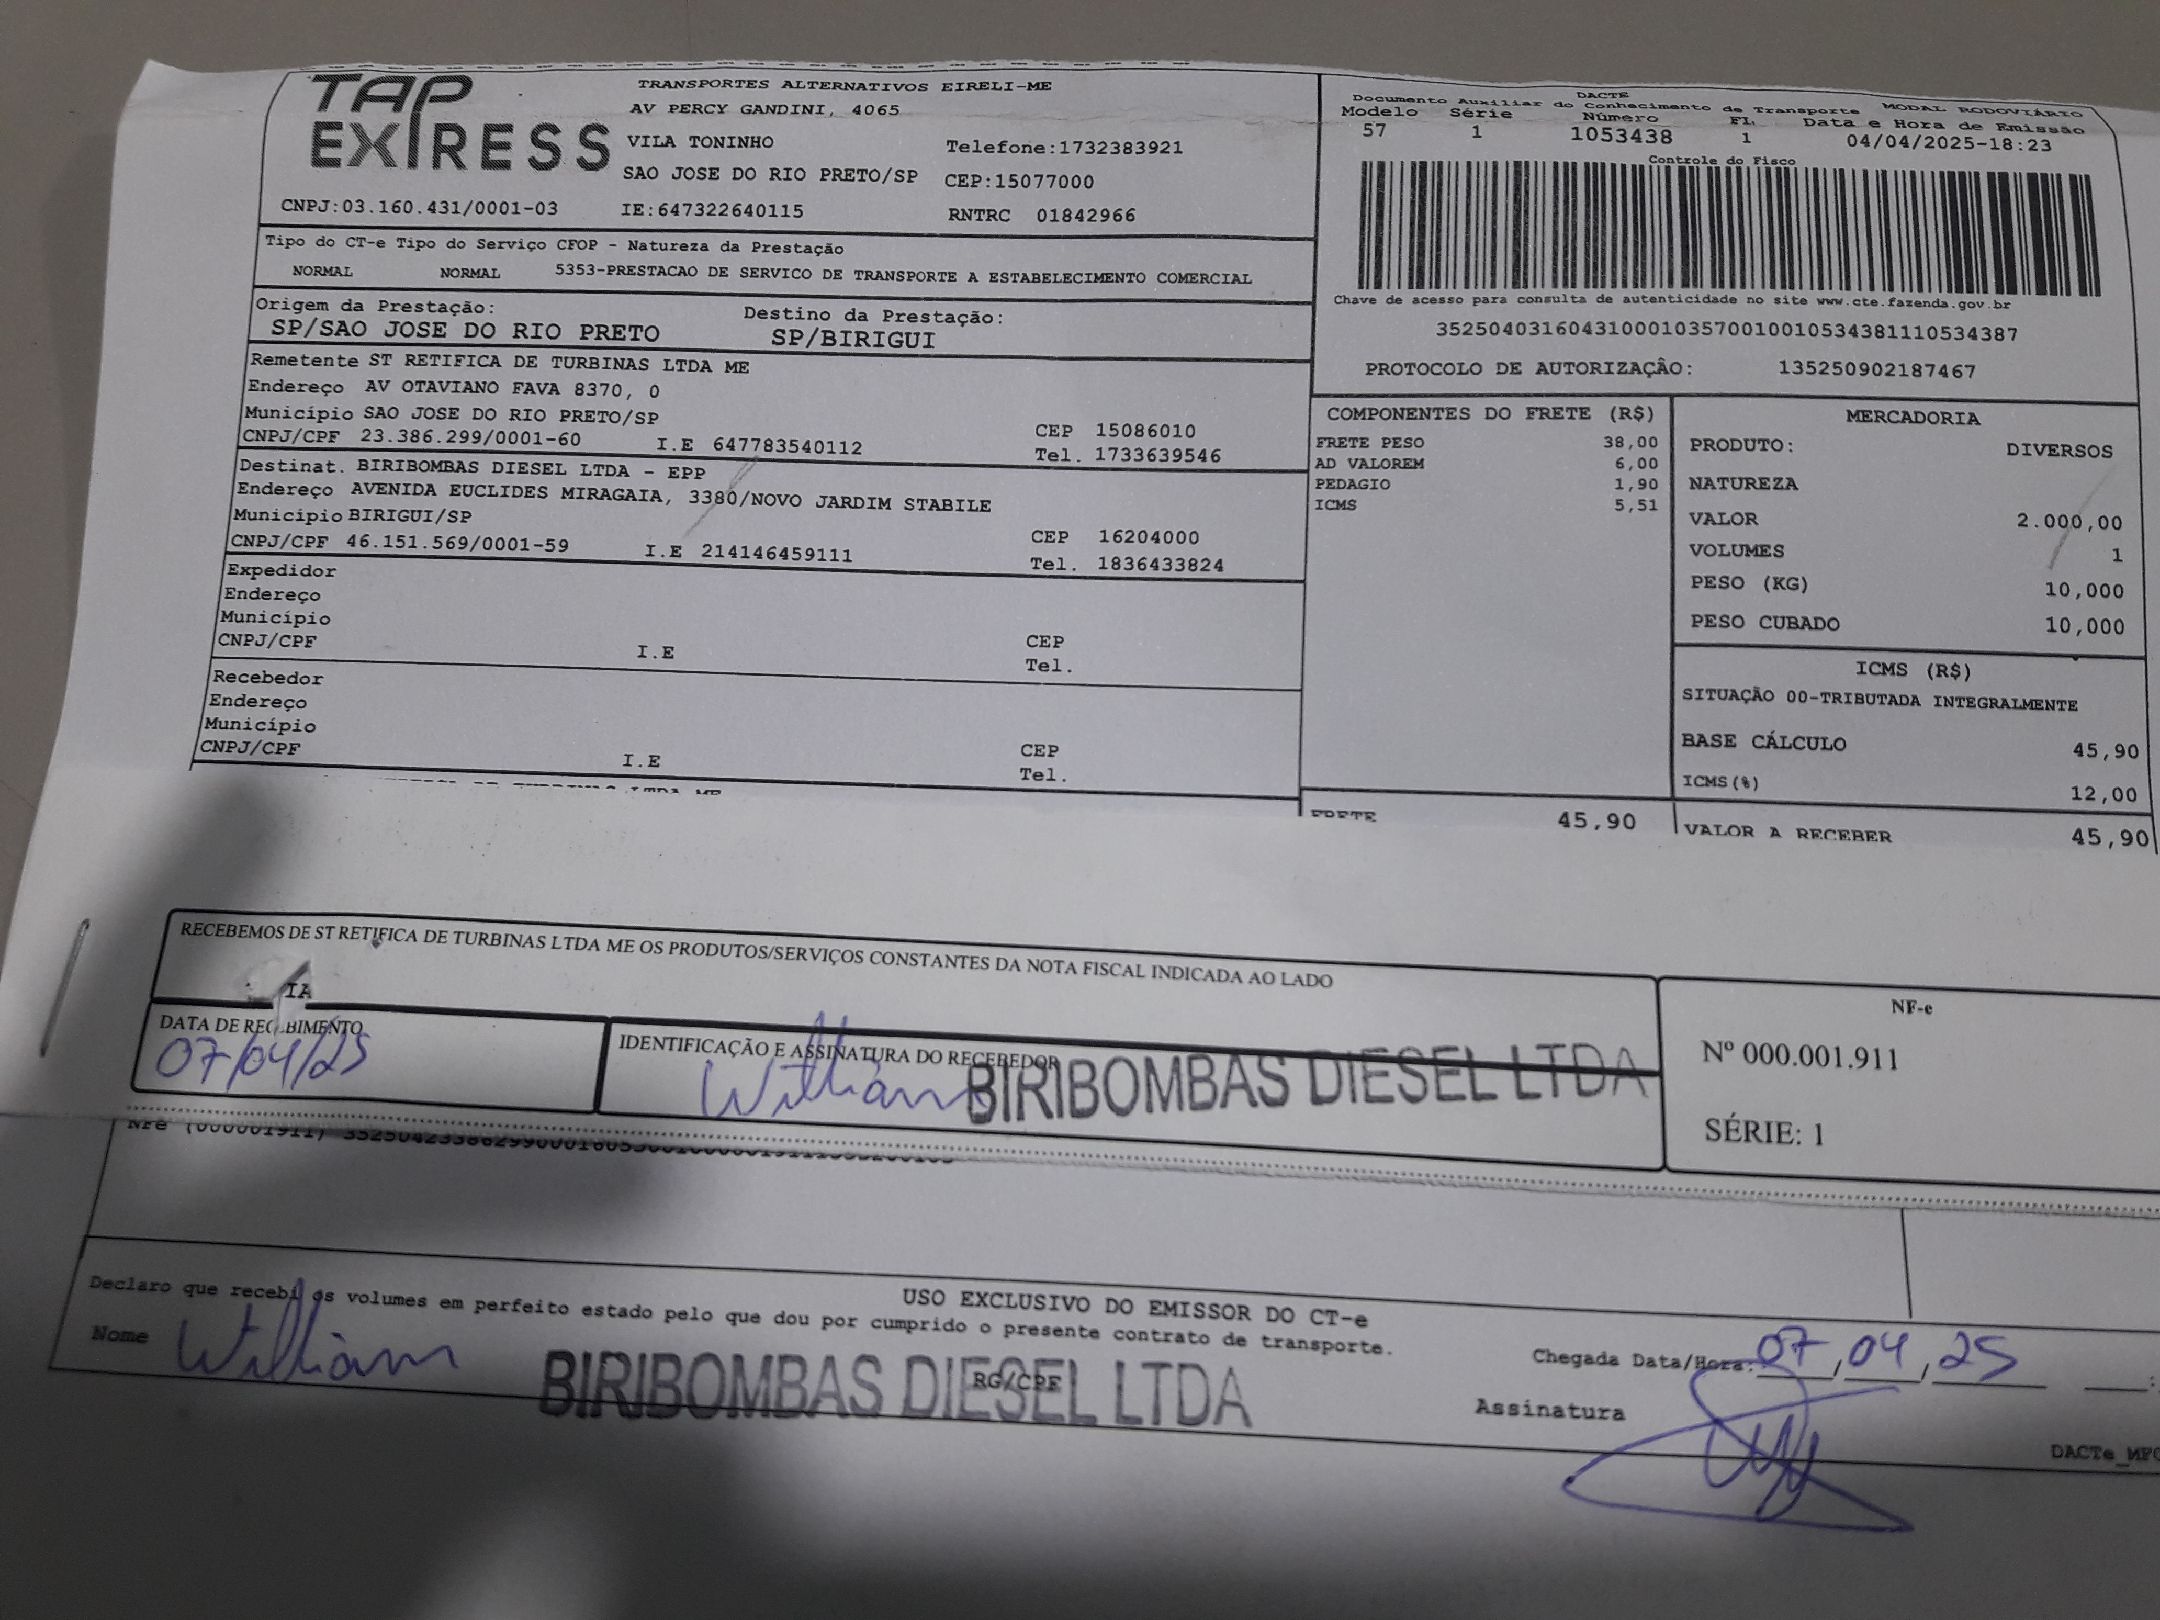 TAP EXPRESS
TRANSPORTES ALTERNATIVOS EIRELI-ME
AV PERCY GANDINI, 4065
VILA TONINHO Telefone:1732383921
SAO JOSE DO RIO PRETO/SP CEP:15077000
CNPJ:03.160.431/0001-03 IE:647322640115 RNTRC 01842966
Tipo do CT-e Tipo do Serviço CFOP - Natureza da Prestação
NORMAL NORMAL 5353-PRESTACAO DE SERVICO DE TRANSPORTE A ESTABELECIMENTO COMERCIAL
Origem da Prestação: Destino da Prestação:
SP/SAO JOSE DO RIO PRETO SP/BIRIGUI
Remetente ST RETIFICA DE TURBINAS LTDA ME
Endereço AV OTAVIANO FAVA 8370, 0
Município SAO JOSE DO RIO PRETO/SP CEP 15086010
CNPJ/CPF 23.386.299/0001-60 I.E 647783540112 Tel. 1733639546
Destinat. BIRIBOMBAS DIESEL LTDA - EPP
Endereço AVENIDA EUCLIDES MIRAGAIA, 3380/NOVO JARDIM STABILE
Município BIRIGUI/SP CEP 16204000
CNPJ/CPF 46.151.569/0001-59 I.E 214146459111 Tel. 1836433824
Expedidor
Endereço
Município
CNPJ/CPF I.E CEP
Tel.
Recebedor
Endereço
Município
CNPJ/CPF I.E CEP
Tel.
DACTE
Documento Auxiliar do Conhecimento de Transporte MODAL RODOVIÁRIO
Modelo Série Número FL Data e Hora de Emissão
57 1 1053438 1 04/04/2025-18:23
Controle do Fisco
Chave de acesso para consulta de autenticidade no site www.cte.fazenda.gov.br
35250403160431000103570010010534381110534387
PROTOCOLO DE AUTORIZAÇÃO: 135250902187467
COMPONENTES DO FRETE (R$)
FRETE PESO 38,00
AD VALOREM 6,00
PEDAGIO 1,90
ICMS 5,51
FRETE 45,90
MERCADORIA
PRODUTO: DIVERSOS
NATUREZA
VALOR 2.000,00
VOLUMES 1
PESO (KG) 10,000
PESO CUBADO 10,000
ICMS (R$)
SITUAÇÃO 00-TRIBUTADA INTEGRALMENTE
BASE CÁLCULO 45,90
ICMS(%) 12,00
VALOR A RECEBER 45,90
RECEBEMOS DE ST RETIFICA DE TURBINAS LTDA ME OS PRODUTOS/SERVIÇOS CONSTANTES DA NOTA FISCAL INDICADA AO LADO
IA
DATA DE RECEBIMENTO
07/04/25
IDENTIFICAÇÃO E ASSINATURA DO RECEBEDOR
Willian BIRIBOMBAS DIESEL LTDA
NF-e
Nº 000.001.911
SÉRIE: 1
NFe (000001911)
USO EXCLUSIVO DO EMISSOR DO CT-e
Declaro que recebi os volumes em perfeito estado pelo que dou por cumprido o presente contrato de transporte.
Nome Willian BIRIBOMBAS DIESEL LTDA
RG/CPF
Chegada Data/Hora: 07 / 04 / 25
Assinatura